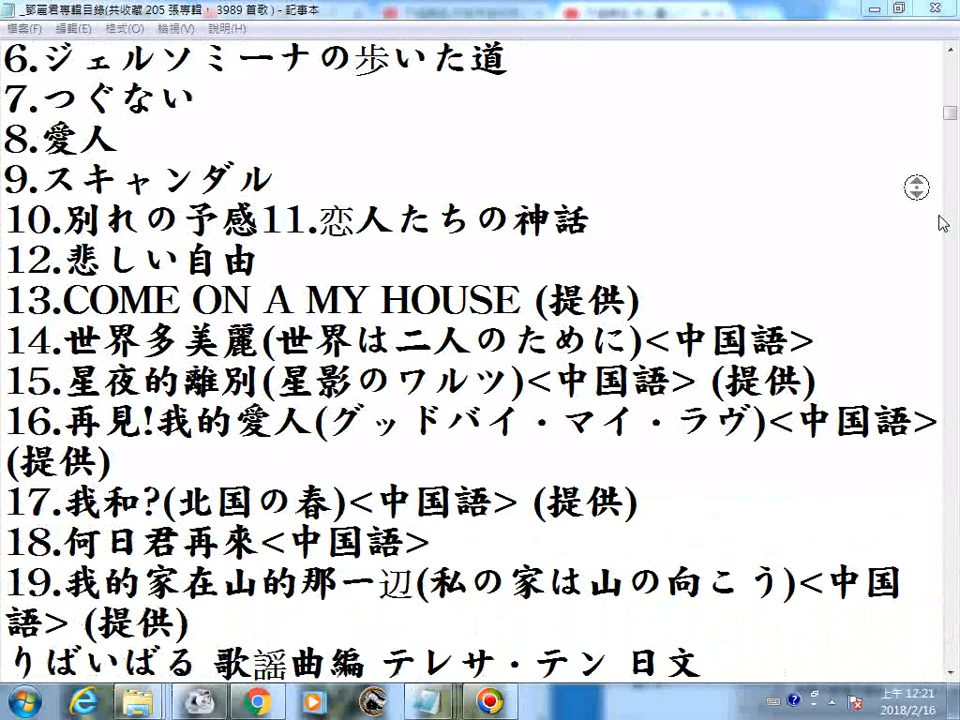 _鄧麗君專輯目錄(共收藏 205 張專輯， 3989 首歌 ) - 記事本
檔案(F) 編輯(E) 格式(O) 檢視(V) 說明(H)
6.ジェルソミーナの歩いた道
7.つぐない
8.愛人
9.スキャンダル
10.別れの予感11.恋人たちの神話
12.悲しい自由
13.COME ON A MY HOUSE (提供)
14.世界多美麗(世界は二人のために)<中国語>
15.星夜的離別(星影のワルツ)<中国語> (提供)
16.再見!我的愛人(グッドバイ・マイ・ラヴ)<中国語>
(提供)
17.我和?(北国の春)<中国語> (提供)
18.何日君再來<中国語>
19.我的家在山的那一辺(私の家は山の向こう)<中国
語> (提供)
りばいばる 歌謡曲編 テレサ・テン 日文
上午 12:21
2018/2/16